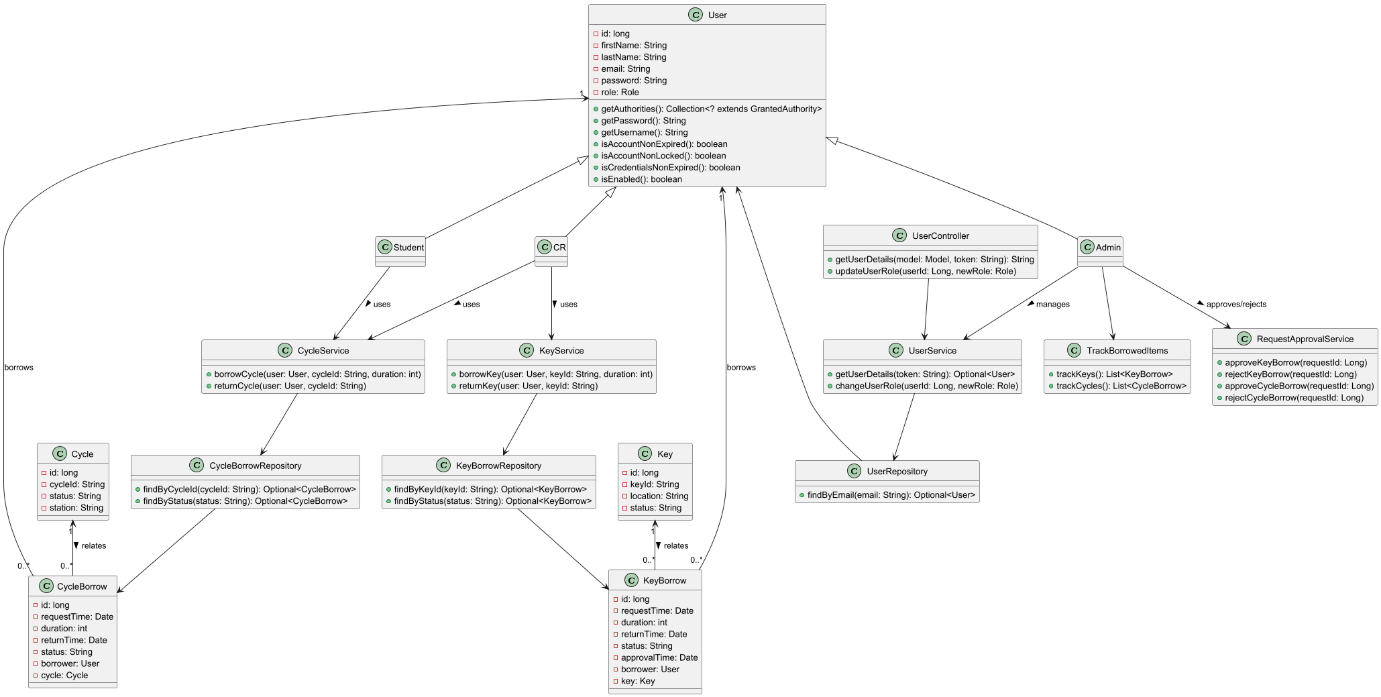 C User
id: long
firstName: String
lastName: String
email: String
password: String
role: Role
getAuthorities(): Collection<? extends GrantedAuthority>
getPassword(): String
getUsername(): String
isAccountNonExpired(): boolean
isAccountNonLocked(): boolean
isCredentialsNonExpired(): boolean
isEnabled(): boolean
1
1
C Student
C CR
C UserController
getUserDetails(model: Model, token: String): String
updateUserRole(userId: Long, newRole: Role)
C Admin
uses
uses
uses
manages
approves/rejects
C CycleService
borrowCycle(user: User, cycleId: String, duration: int)
returnCycle(user: User, cycleId: String)
C KeyService
borrowKey(user: User, keyId: String, duration: int)
returnKey(user: User, keyId: String)
C UserService
getUserDetails(token: String): Optional<User>
changeUserRole(userId: Long, newRole: Role)
C TrackBorrowedItems
trackKeys(): List<KeyBorrow>
trackCycles(): List<CycleBorrow>
C RequestApprovalService
approveKeyBorrow(requestId: Long)
rejectKeyBorrow(requestId: Long)
approveCycleBorrow(requestId: Long)
rejectCycleBorrow(requestId: Long)
borrows
borrows
C Cycle
id: long
cycleId: String
status: String
station: String
C CycleBorrowRepository
findByCycleId(cycleId: String): Optional<CycleBorrow>
findByStatus(status: String): Optional<CycleBorrow>
C KeyBorrowRepository
findByKeyId(keyId: String): Optional<KeyBorrow>
findByStatus(status: String): Optional<KeyBorrow>
C Key
id: long
keyId: String
location: String
status: String
C UserRepository
findByEmail(email: String): Optional<User>
1
relates
0..*
0..*
1
relates
0..*
0..*
C CycleBorrow
id: long
requestTime: Date
duration: int
returnTime: Date
status: String
borrower: User
cycle: Cycle
C KeyBorrow
id: long
requestTime: Date
duration: int
returnTime: Date
status: String
approvalTime: Date
borrower: User
key: Key